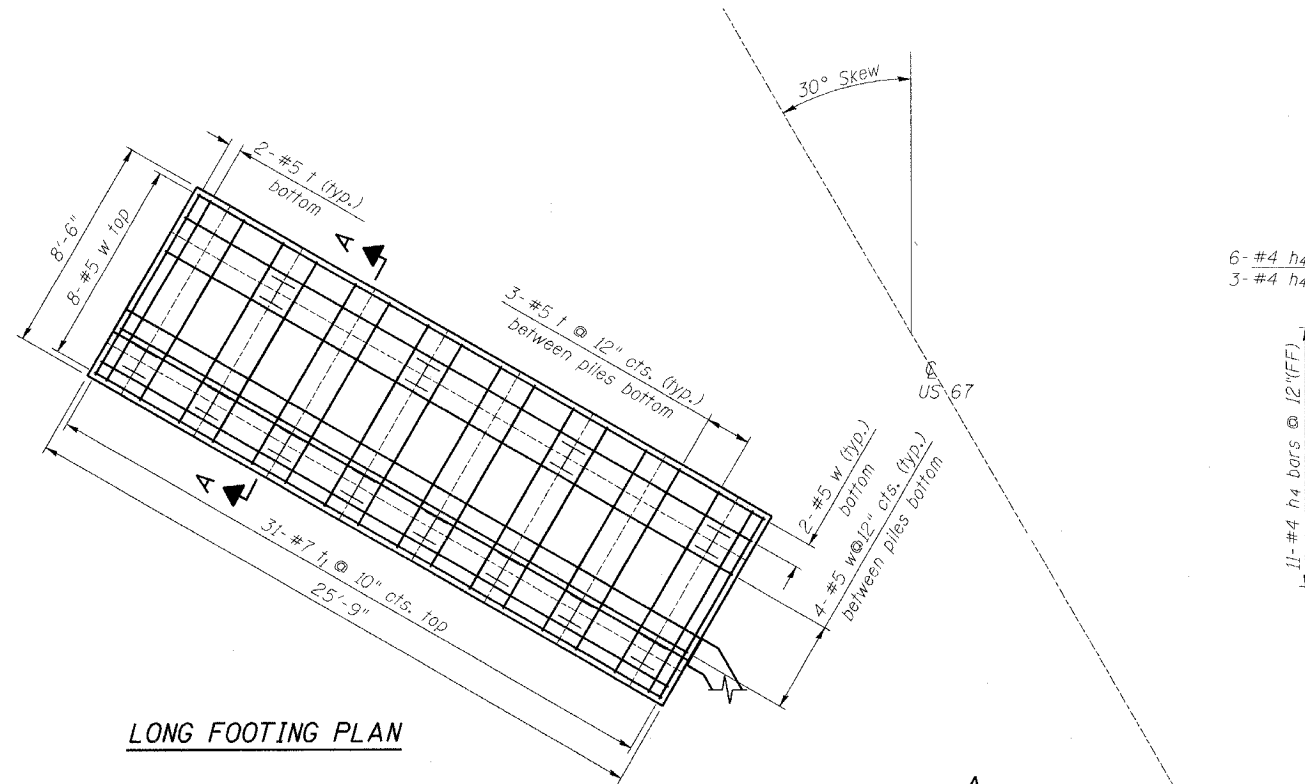 30° Skew
2-#5 t (typ.)
bottom
A
8'-6"
8-#5 w top
3-#5 t @ 12" cts. (typ.)
between piles bottom
6-#4 h4
3-#4 h4
11-#4 h4 bars @ 12"(FF)
℄
US 67
2-#5 w (typ.)
bottom
4-#5 w@12" cts. (typ.)
between piles bottom
A
31-#7 t1 @ 10" cts. top
25'-9"
LONG FOOTING PLAN